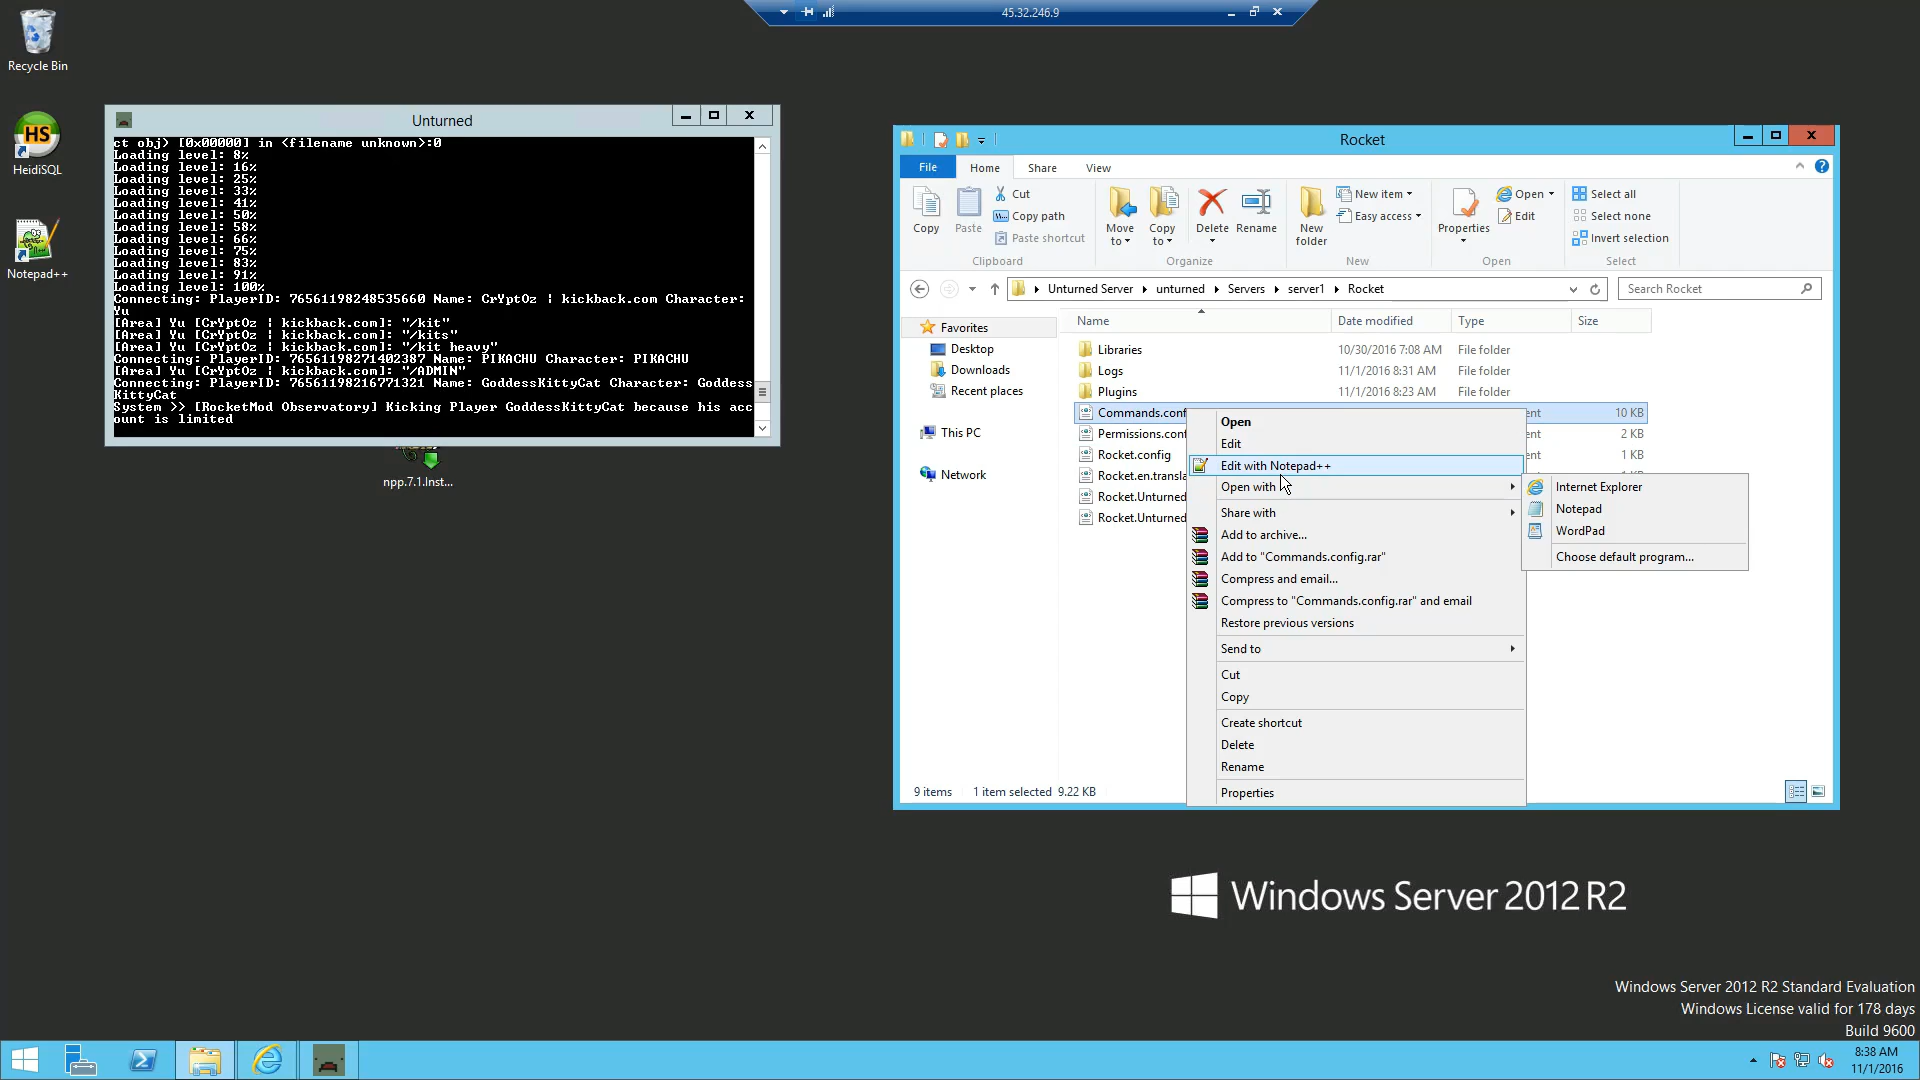 45.32.246.9
Recycle Bin
HeidiSQL
Notepad++
Unturned
ct obj) [0x00000] in <filename unknown>:0
Loading level: 8%
Loading level: 16%
Loading level: 25%
Loading level: 33%
Loading level: 41%
Loading level: 50%
Loading level: 58%
Loading level: 66%
Loading level: 75%
Loading level: 83%
Loading level: 91%
Loading level: 100%
Connecting: PlayerID: 76561198248535660 Name: CrYptOz | kickback.com Character:
Yu
[Area] Yu [CrYptOz | kickback.com]: "/kit"
[Area] Yu [CrYptOz | kickback.com]: "/kits"
[Area] Yu [CrYptOz | kickback.com]: "/kit heavy"
Connecting: PlayerID: 76561198271402387 Name: PIKACHU Character: PIKACHU
[Area] Yu [CrYptOz | kickback.com]: "/ADMIN"
Connecting: PlayerID: 76561198216771321 Name: GoddessKittyCat Character: Goddess
KittyCat
System >> [RocketMod Observatory] Kicking Player GoddessKittyCat because his acc
ount is limited
npp.7.1.Inst...
Rocket
File Home Share View
Copy
Paste
Cut
Copy path
Paste shortcut
Clipboard
Move to
Copy to
Delete
Rename
Organize
New folder
New item
Easy access
New
Properties
Open
Edit
Open
Select all
Select none
Invert selection
Select
Unturned Server unturned Servers server1 Rocket
Search Rocket
Favorites
Desktop
Downloads
Recent places
This PC
Network
Name Date modified Type Size
Libraries 10/30/2016 7:08 AM File folder
Logs 11/1/2016 8:31 AM File folder
Plugins 11/1/2016 8:23 AM File folder
Commands.conf ent 10 KB
Permissions.conf ent 2 KB
Rocket.config ent 1 KB
Rocket.en.transla
Rocket.Unturned
Rocket.Unturned
Open
Edit
Edit with Notepad++
Open with
Share with
Add to archive...
Add to "Commands.config.rar"
Compress and email...
Compress to "Commands.config.rar" and email
Restore previous versions
Send to
Cut
Copy
Create shortcut
Delete
Rename
Properties
Internet Explorer
Notepad
WordPad
Choose default program...
9 items 1 item selected 9.22 KB
Windows Server 2012 R2
Windows Server 2012 R2 Standard Evaluation
Windows License valid for 178 days
Build 9600
8:38 AM
11/1/2016